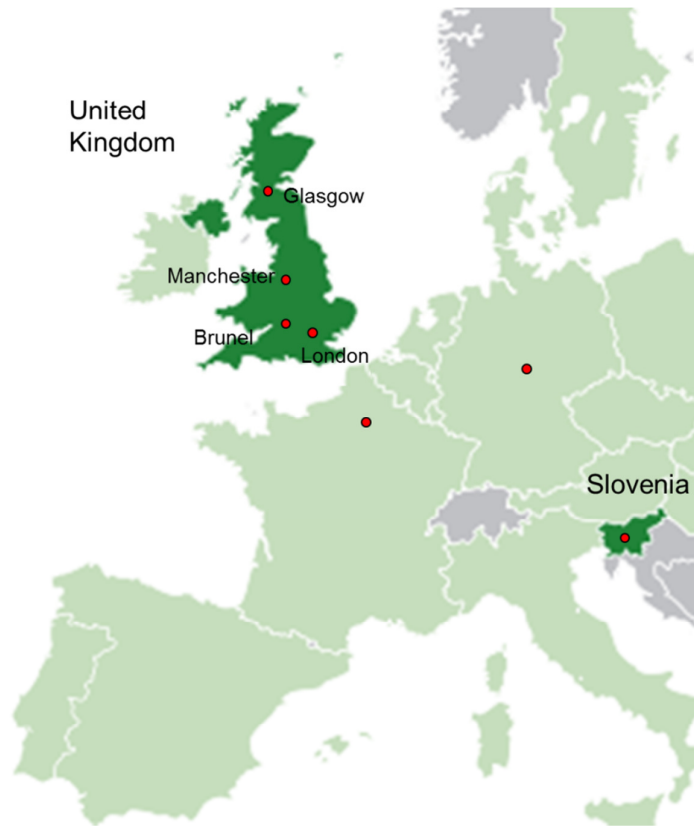 United
Kingdom
Glasgow
Manchester
Brunel
London
Slovenia